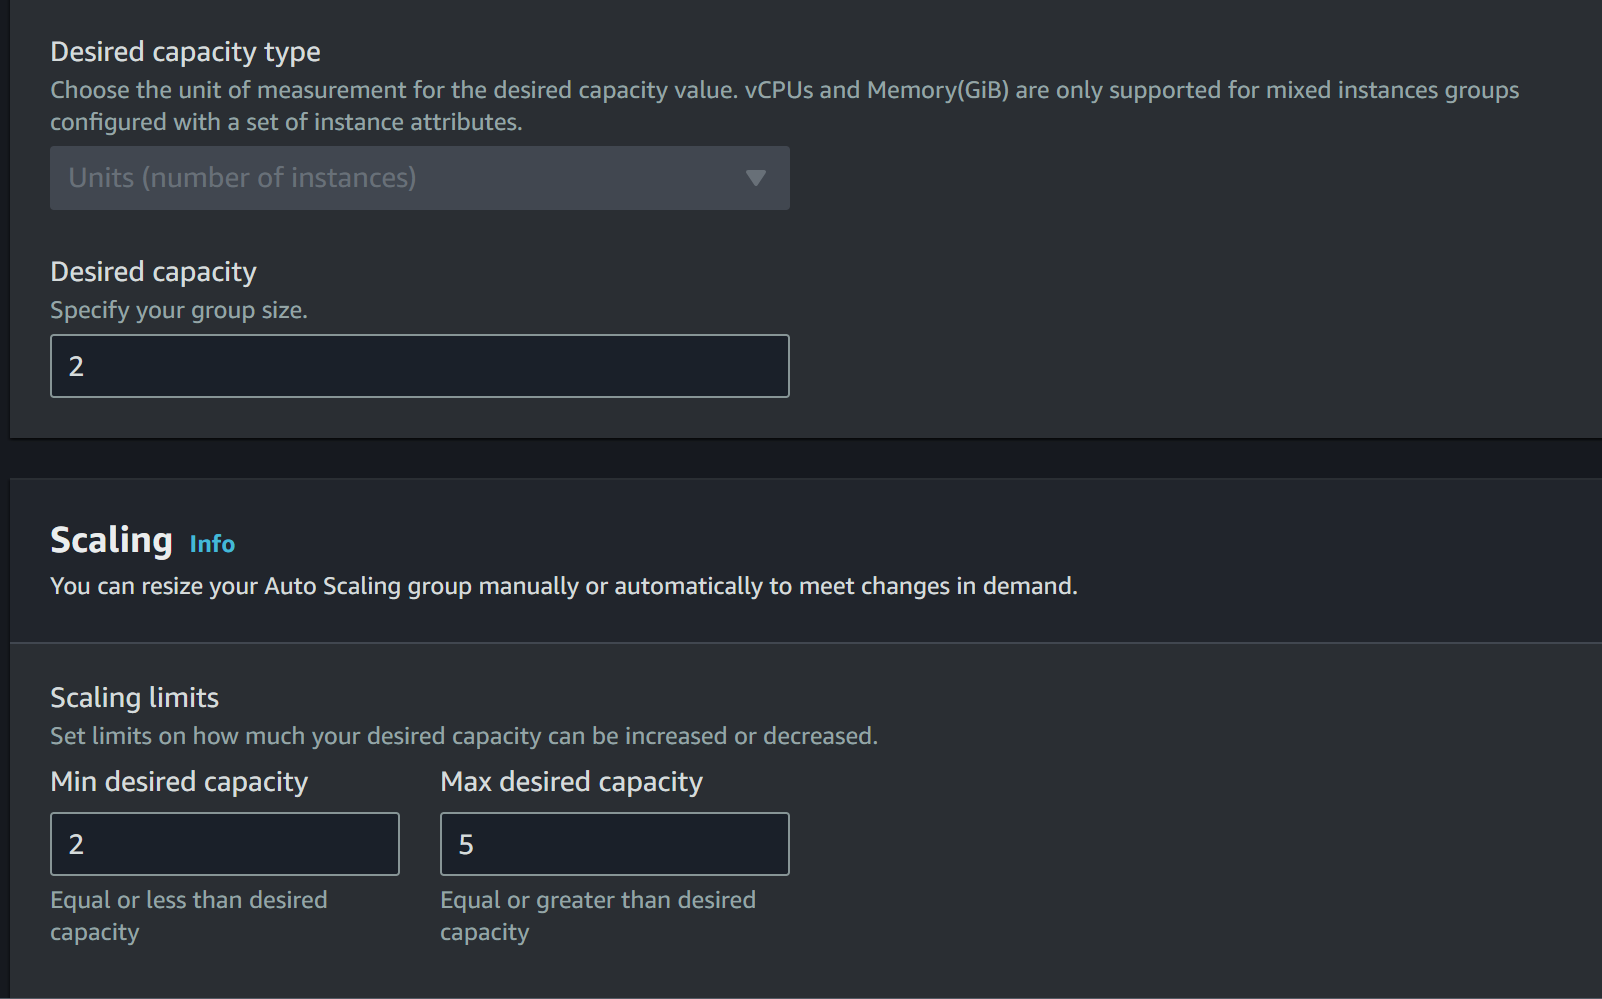 Desired capacity type
Choose the unit of measurement for the desired capacity value. vCPUs and Memory(GiB) are only supported for mixed instances groups
configured with a set of instance attributes.
Units (number of instances)
Desired capacity
Specify your group size.
2
Scaling Info
You can resize your Auto Scaling group manually or automatically to meet changes in demand.
Scaling limits
Set limits on how much your desired capacity can be increased or decreased.
Min desired capacity
2
Equal or less than desired
capacity
Max desired capacity
5
Equal or greater than desired
capacity